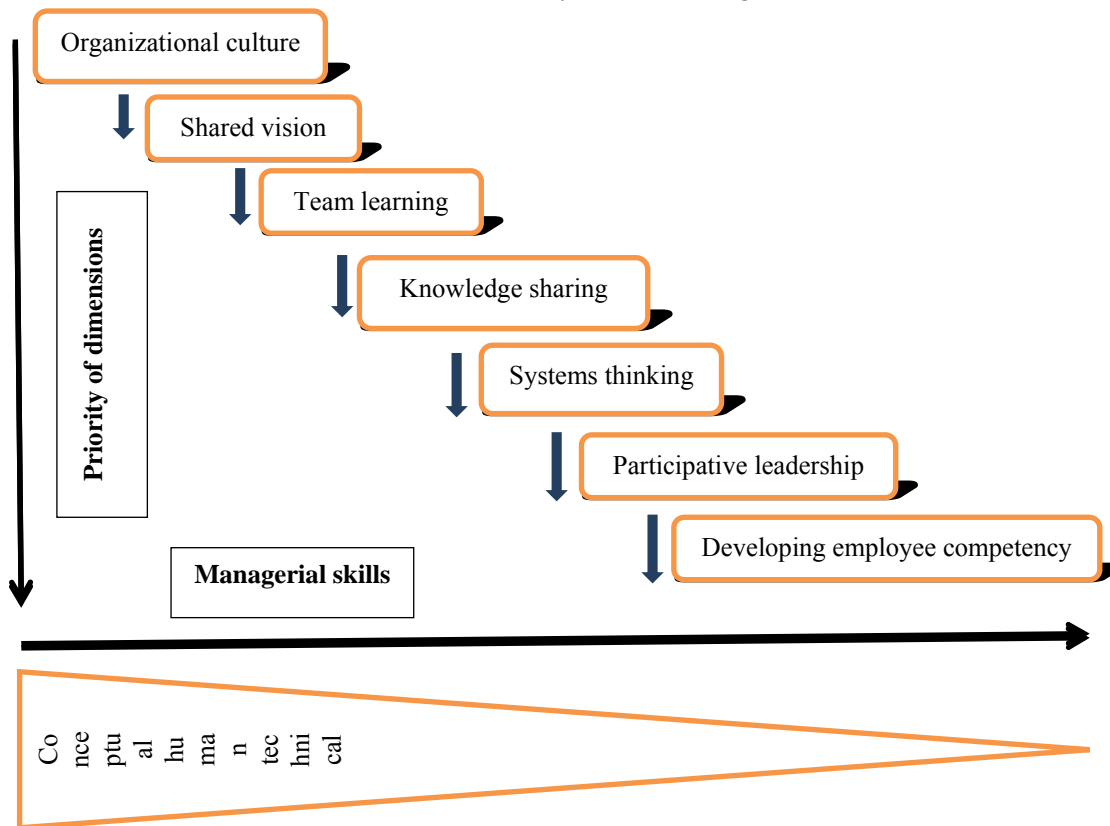 Organizational culture
Shared vision
Team learning
Knowledge sharing
Systems thinking
Participative leadership
Developing employee competency
Priority of dimensions
Managerial skills
Co
nce
ptu
al
hu
ma
n
tec
hni
cal